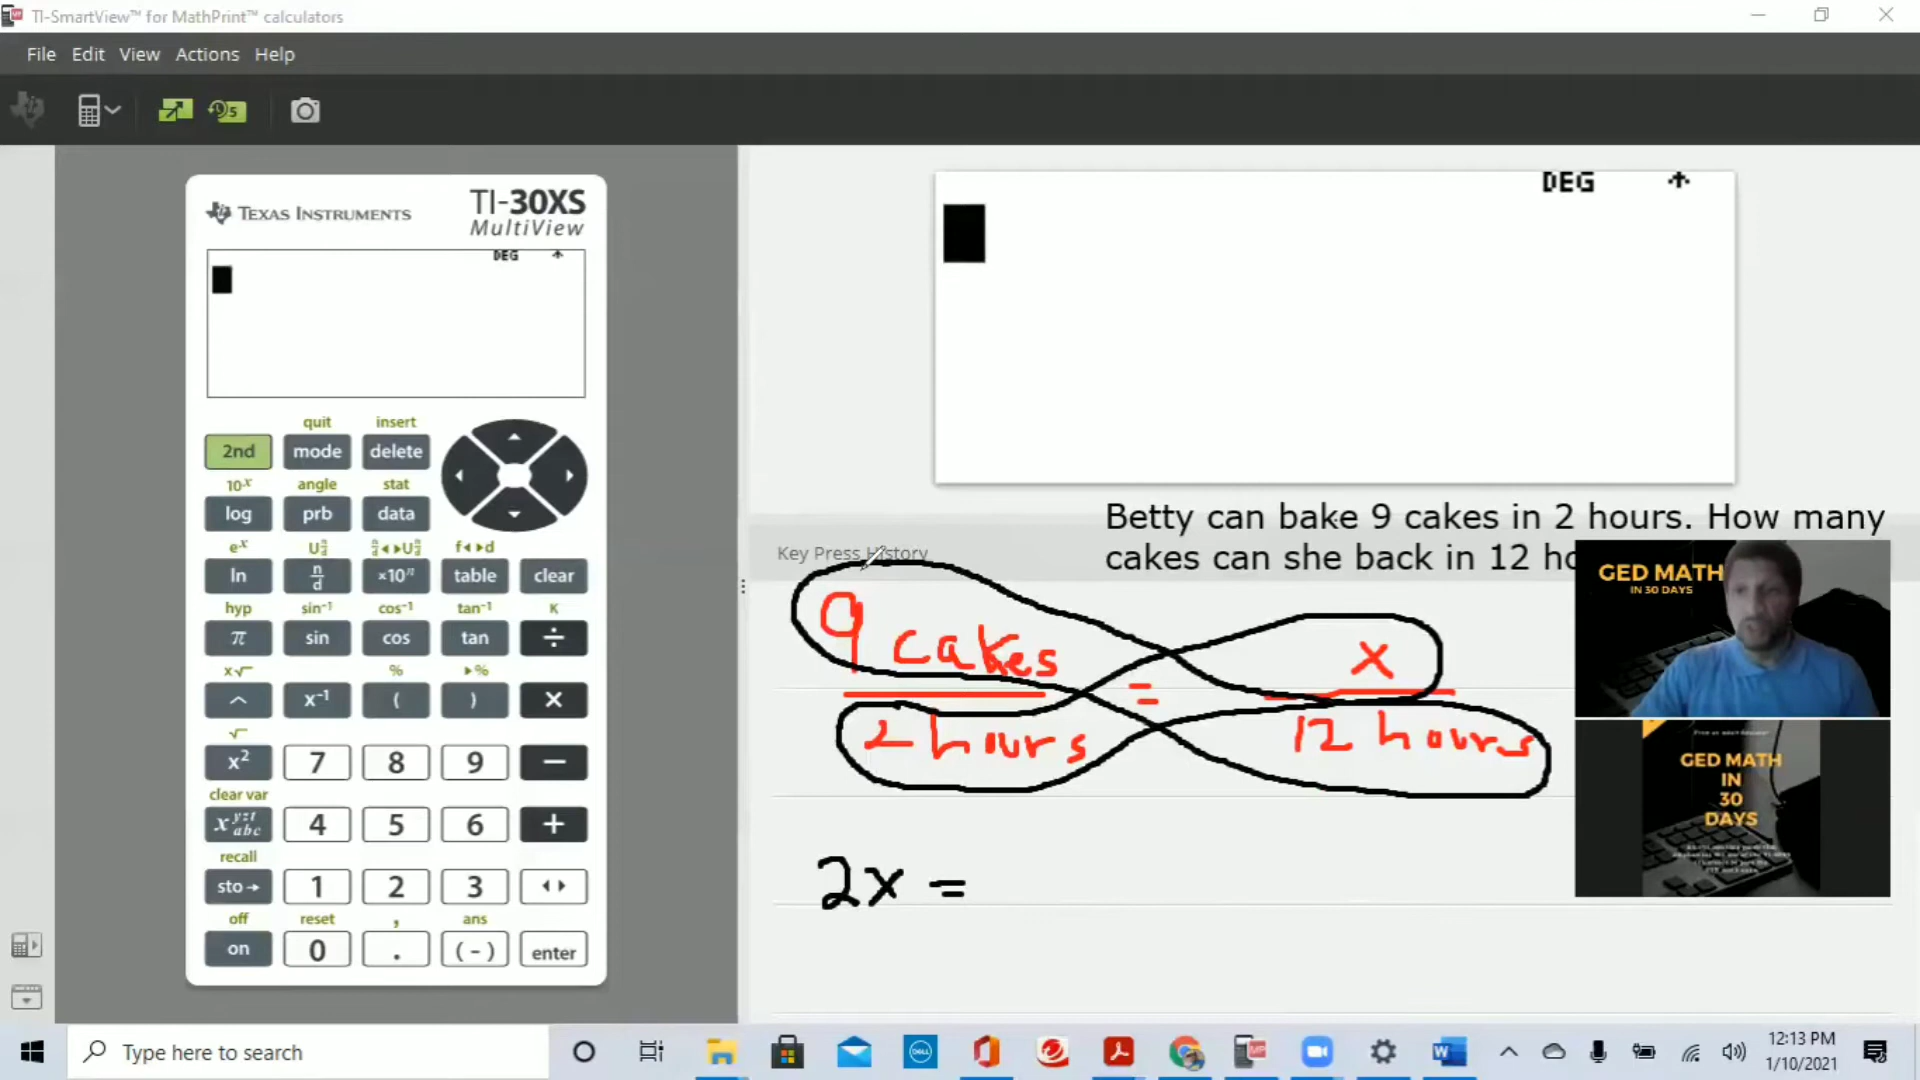 TI-SmartView™ for MathPrint™ calculators
File Edit View Actions Help
5
TEXAS INSTRUMENTS
TI-30XS
MultiView
DEG
quit insert
2nd mode delete
10ˣ angle stat
log prb data
eˣ U n/d n/d ◄►U n/d f◄►d
ln n/d ×10ⁿ table clear
hyp sin⁻¹ cos⁻¹ tan⁻¹ K
π sin cos tan ÷
x√ % ►%
^ x⁻¹ ( ) ×
√
x² 7 8 9 −
clear var
x yzt abc 4 5 6 +
recall
sto→ 1 2 3 ◄►
off reset , ans
on 0 . (-) enter
DEG
Betty can bake 9 cakes in 2 hours. How many
cakes can she back in 12 ho
Key Press History
9 cakes = x
2 hours 12 hours
2x =
GED MATH
IN 30 DAYS
GED MATH
IN
30
DAYS
Type here to search
DELL
W
12:13 PM
1/10/2021